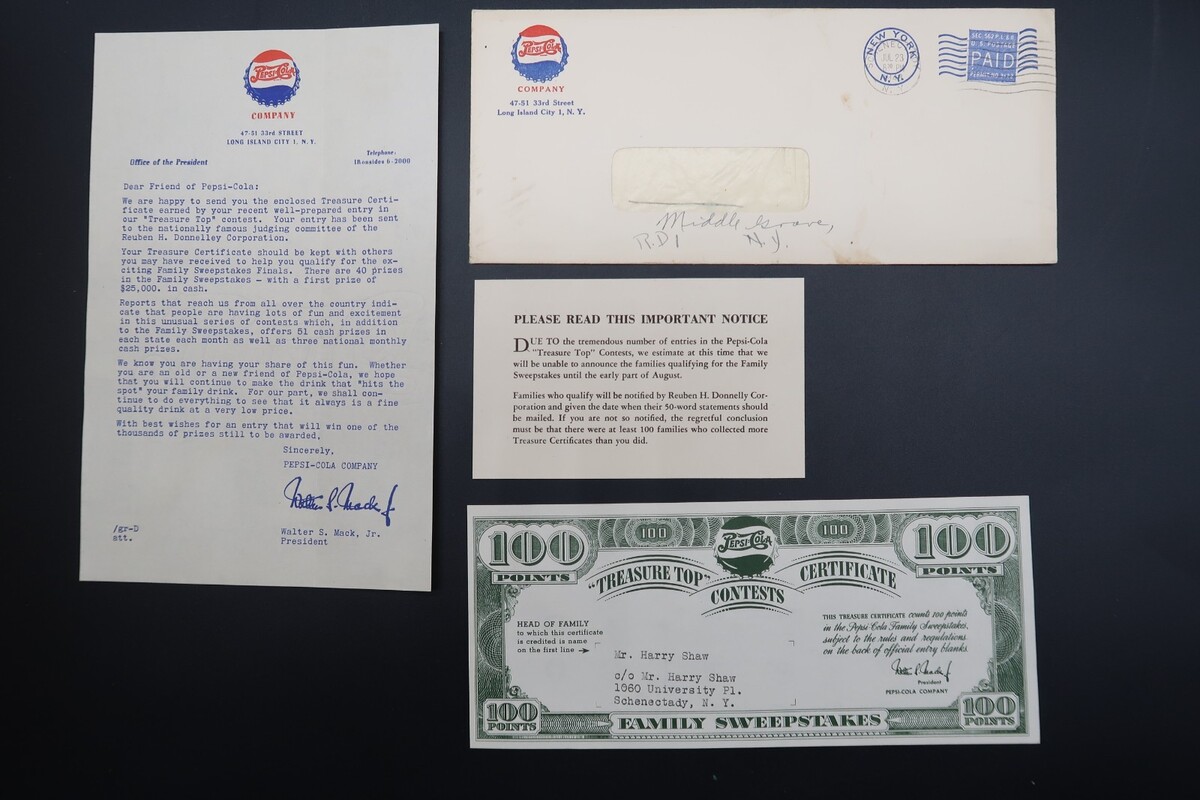 PEPSI-COLA
COMPANY
47-51 33rd STREET
LONG ISLAND CITY 1, N. Y.
Office of the President
Telephone:
IRonsides 6-2000
Dear Friend of Pepsi-Cola:
We are happy to send you the enclosed Treasure Certi-
ficate earned by your recent well-prepared entry in
our "Treasure Top" contest. Your entry has been sent
to the nationally famous judging committee of the
Reuben H. Donnelley Corporation.
Your Treasure Certificate should be kept with others
you may have received to help you qualify for the ex-
citing Family Sweepstakes Finals. There are 40 prizes
in the Family Sweepstakes — with a first prize of
$25,000. in cash.
Reports that reach us from all over the country indi-
cate that people are having lots of fun and excitement
in this unusual series of contests which, in addition
to the Family Sweepstakes, offers 51 cash prizes in
each state each month as well as three national monthly
cash prizes.
We know you are having your share of this fun. Whether
you are an old or a new friend of Pepsi-Cola, we hope
that you will continue to make the drink that "hits the
spot" your family drink. For our part, we shall con-
tinue to do everything to see that it always is a fine
quality drink at a very low price.
With best wishes for an entry that will win one of the
thousands of prizes still to be awarded,
Sincerely,
PEPSI-COLA COMPANY
Walter S. Mack Jr
/gr-D
att.
Walter S. Mack, Jr.
President
PEPSI-COLA
COMPANY
47-51 33rd Street
Long Island City 1, N. Y.
NEW YORK
JUL 23
N. Y.
U.S. POSTAGE
PAID
Middle Grove,
R.D 1 N.Y.
PLEASE READ THIS IMPORTANT NOTICE
DUE TO the tremendous number of entries in the Pepsi-Cola
"Treasure Top" Contests, we estimate at this time that we
will be unable to announce the families qualifying for the Family
Sweepstakes until the early part of August.
Families who qualify will be notified by Reuben H. Donnelly Cor-
poration and given the date when their 50-word statements should
be mailed. If you are not so notified, the regretful conclusion
must be that there were at least 100 families who collected more
Treasure Certificates than you did.
100
POINTS
100
PEPSI-COLA
100
100
POINTS
"TREASURE TOP"
CONTESTS
CERTIFICATE
HEAD OF FAMILY
to which this certificate
is credited is name
on the first line
Mr. Harry Shaw
c/o Mr. Harry Shaw
1060 University Pl.
Schenectady, N. Y.
THIS TREASURE CERTIFICATE counts 100 points
in the Pepsi-Cola Family Sweepstakes,
subject to the rules and regulations
on the back of official entry blanks.
Walter S. Mack Jr
President
PEPSI-COLA COMPANY
100
POINTS
FAMILY SWEEPSTAKES
100
POINTS